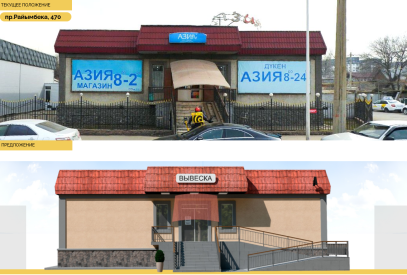 ТЕКУЩЕЕ ПОЛОЖЕНИЕ
пр.Райымбека, 470
АЗИЯ
АЗИЯ 8-2
МАГАЗИН
ДҮКЕН
АЗИЯ 8-24
ПРЕДЛОЖЕНИЕ
ВЫВЕСКА